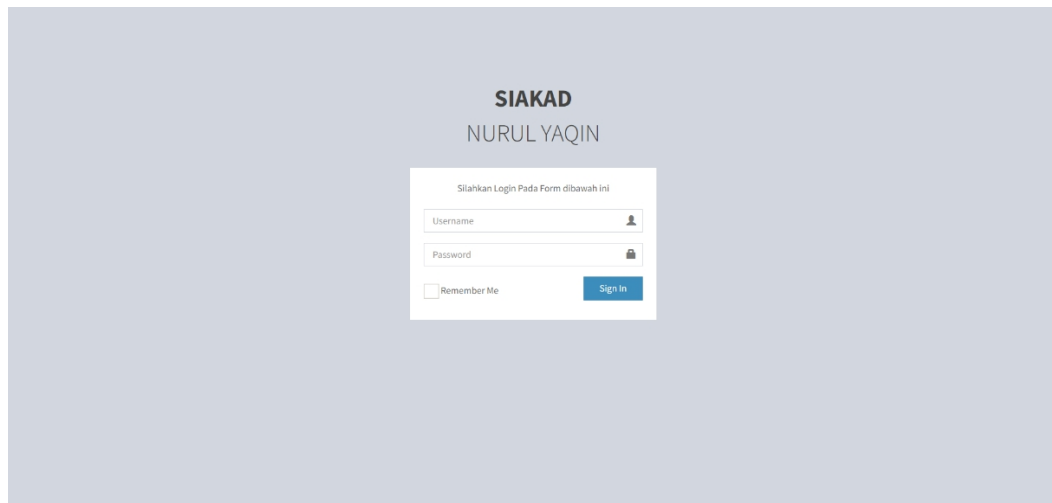 SIAKAD
NURUL YAQIN
Silahkan Login Pada Form dibawah ini
Username
Password
Remember Me
Sign In